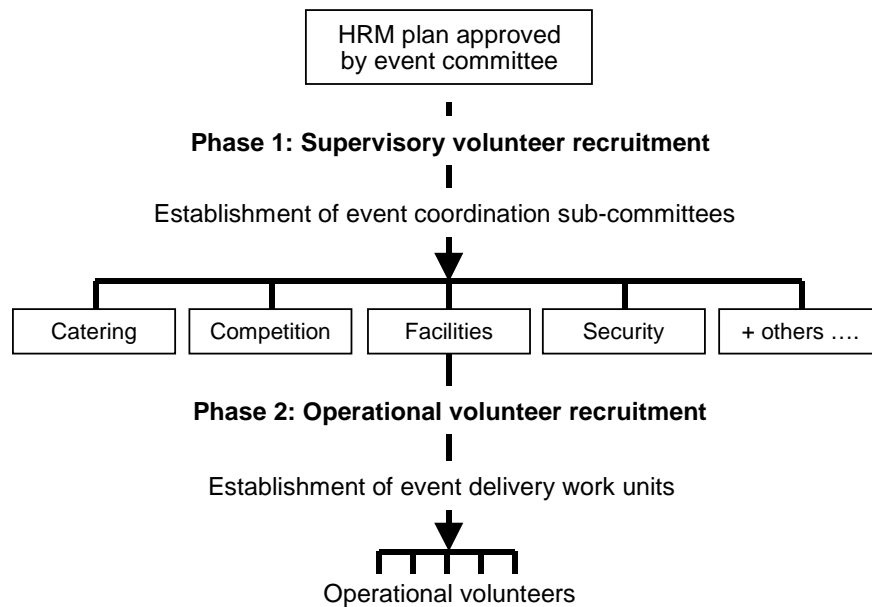 HRM plan approved
by event committee
Phase 1: Supervisory volunteer recruitment
Establishment of event coordination sub-committees
Catering
Competition
Facilities
Security
+ others ….
Phase 2: Operational volunteer recruitment
Establishment of event delivery work units
Operational volunteers